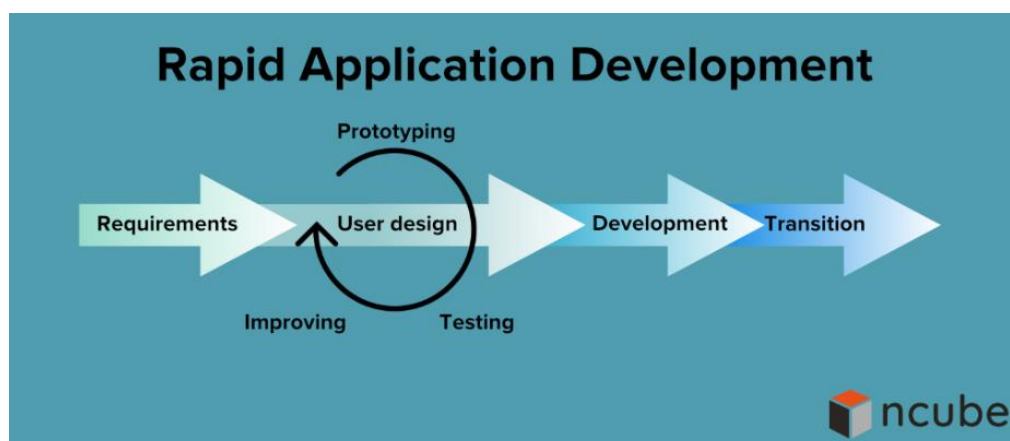 Rapid Application Development
Prototyping
Requirements
User design
Development
Transition
Improving
Testing
ncube